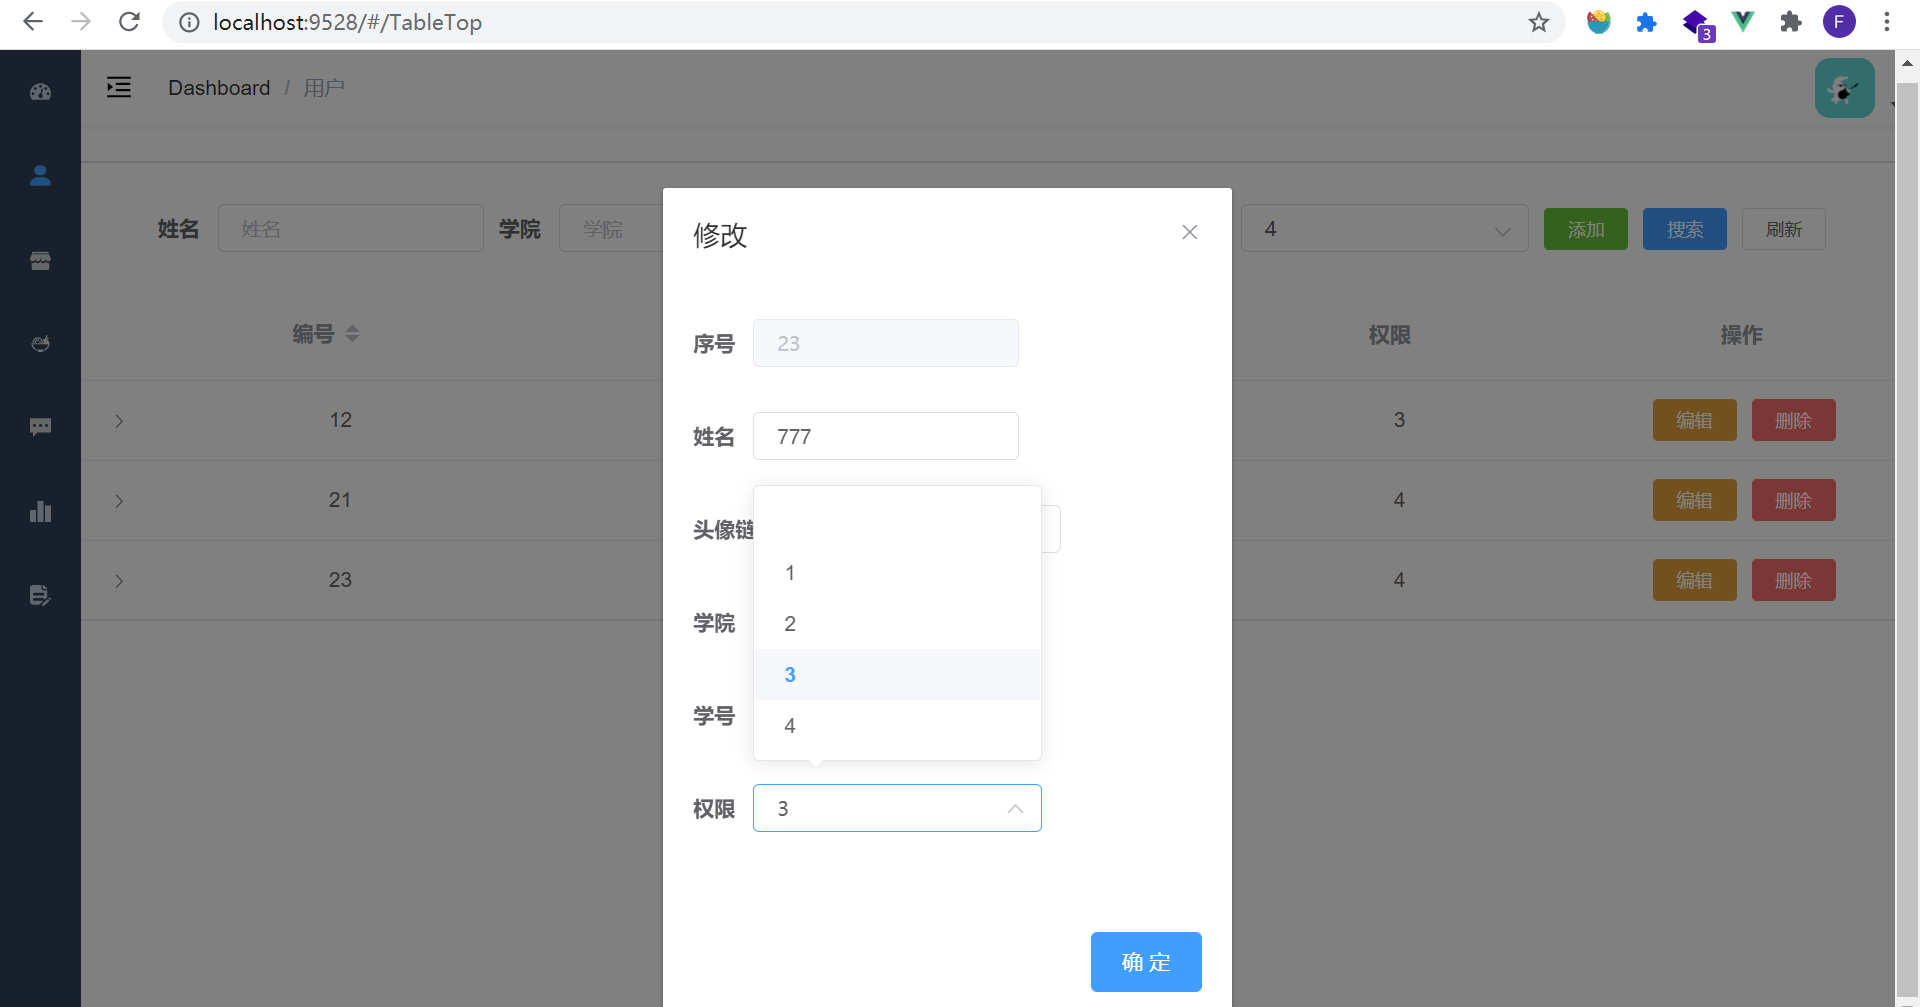 localhost:9528/#/TableTop
3
F
Dashboard / 用户
姓名 姓名 学院 学院 4 添加 搜索 刷新
编号 权限 操作
12 3 编辑 删除
21 4 编辑 删除
23 4 编辑 删除
修改
序号 23
姓名 777
头像链
1
学院 2
3
学号 4
权限 3
确 定